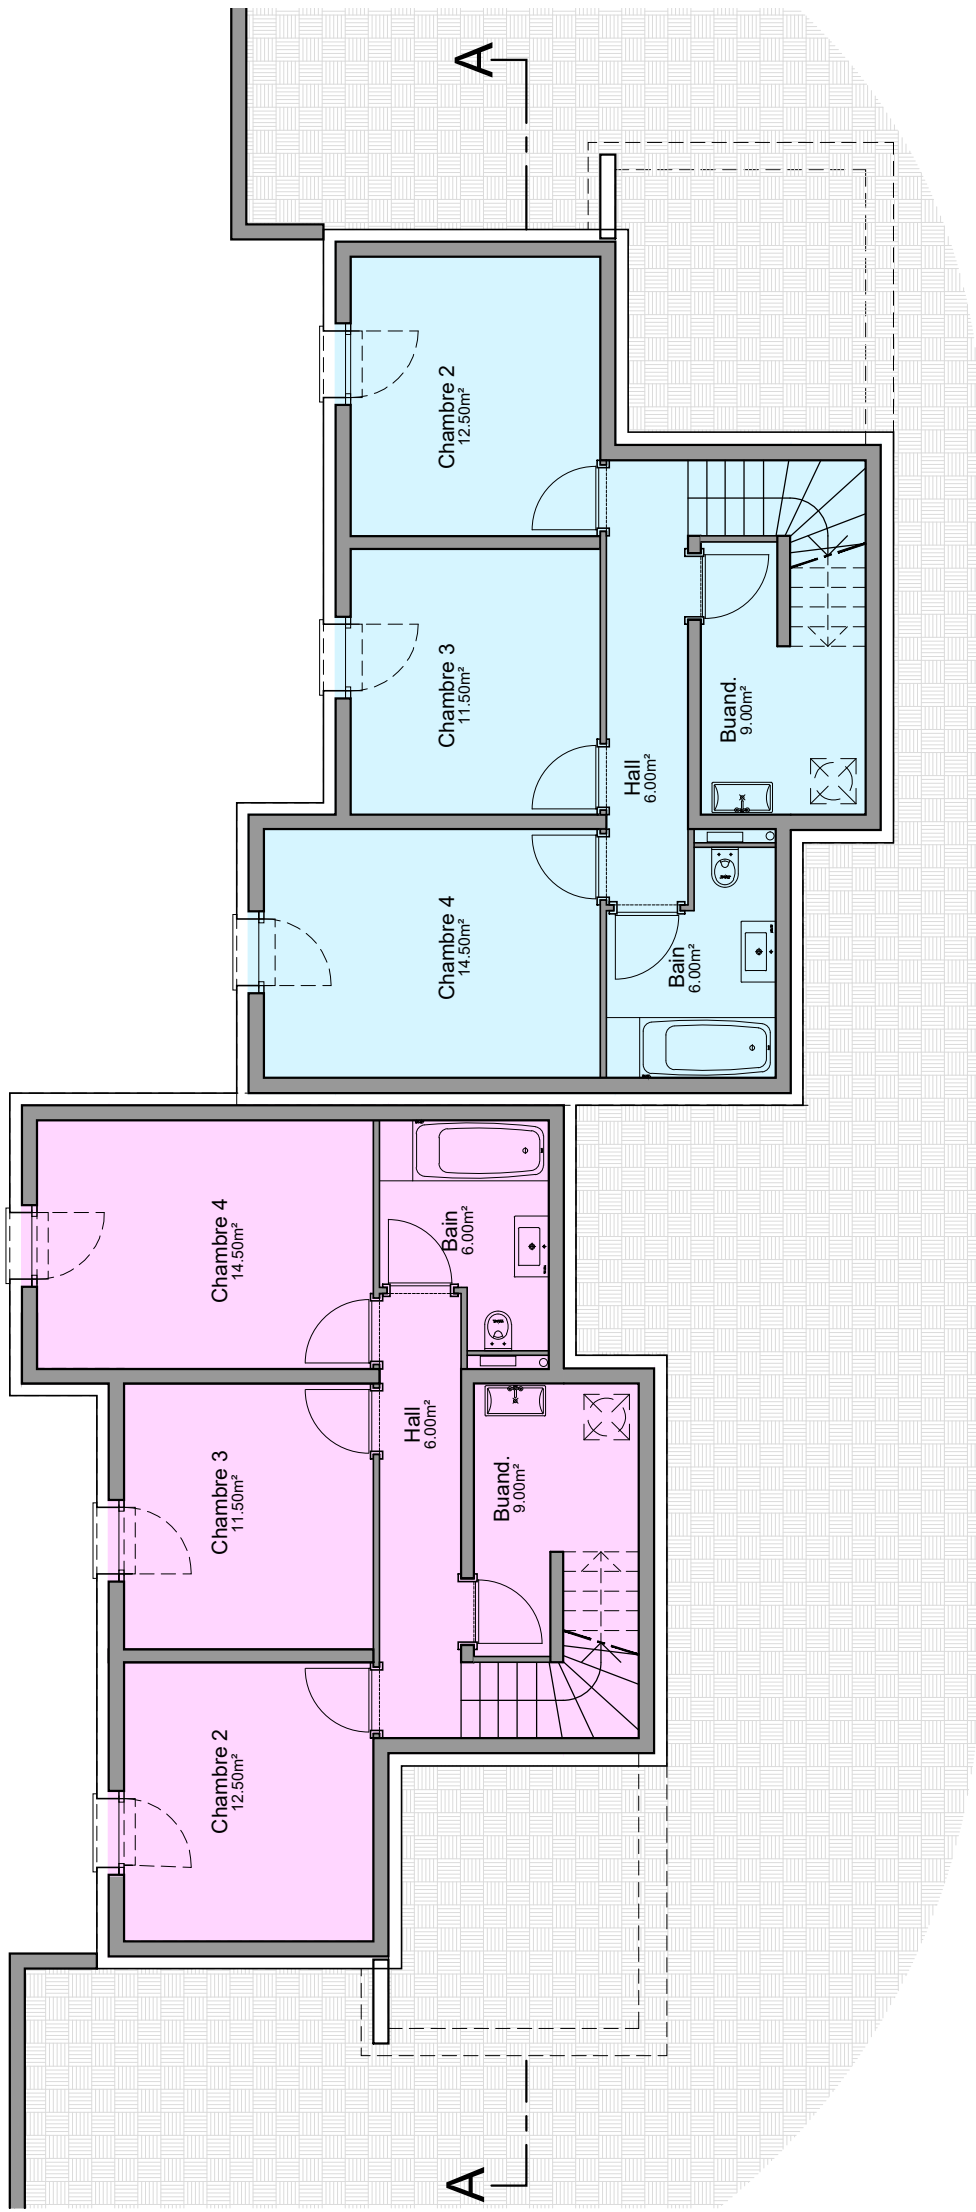 A
Chambre 2
12.50m²
Chambre 3
11.50m²
Buand.
9.00m²
Hall
6.00m²
Chambre 4
14.50m²
Bain
6.00m²
Chambre 4
14.50m²
Bain
6.00m²
Hall
6.00m²
Chambre 3
11.50m²
Buand.
9.00m²
Chambre 2
12.50m²
A